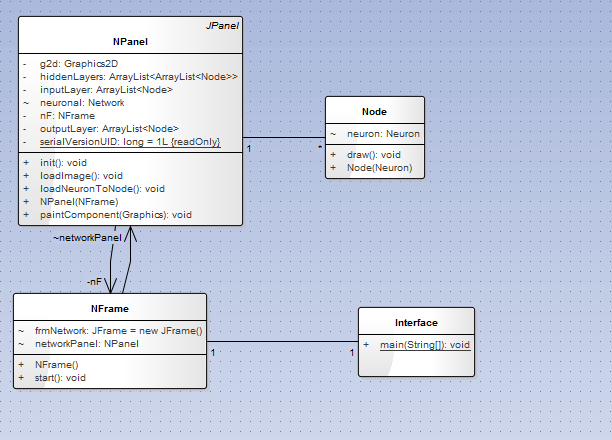 JPanel
NPanel
- g2d: Graphics2D
- hiddenLayers: ArrayList<ArrayList<Node>>
- inputLayer: ArrayList<Node>
~ neuronal: Network
- nF: NFrame
- outputLayer: ArrayList<Node>
- serialVersionUID: long = 1L {readOnly}
+ init(): void
+ loadImage(): void
+ loadNeuronToNode(): void
+ NPanel(NFrame)
+ paintComponent(Graphics): void
1
*
Node
~ neuron: Neuron
+ draw(): void
+ Node(Neuron)
~networkPanel
-nF
NFrame
~ frmNetwork: JFrame = new JFrame()
~ networkPanel: NPanel
+ NFrame()
+ start(): void
1
1
Interface
+ main(String[]): void